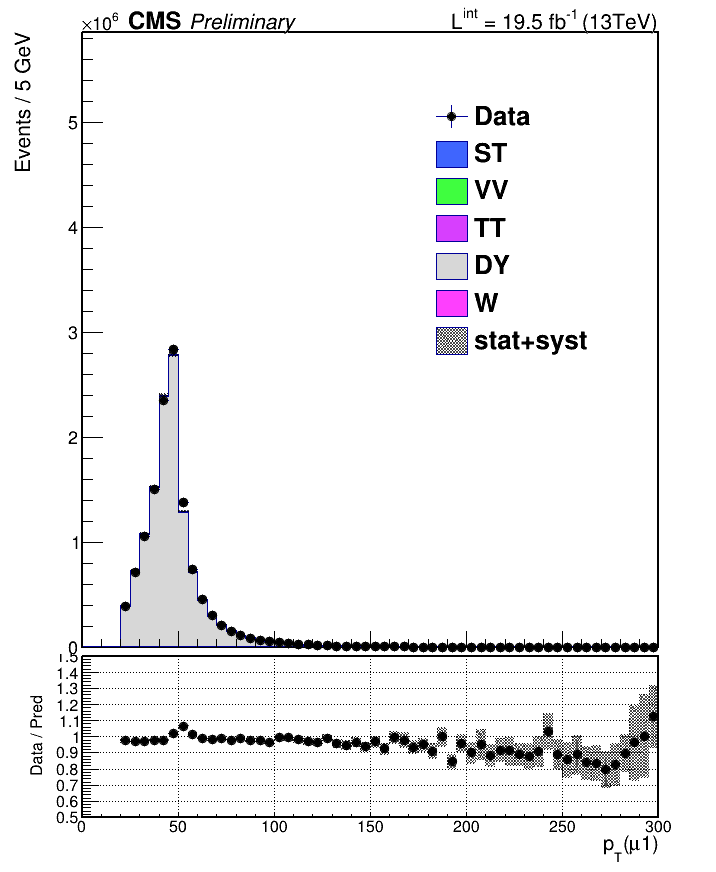 ×10⁶ CMS Preliminary L^int = 19.5 fb⁻¹ (13TeV)
Events / 5 GeV
5
4
3
2
1
0
Data
ST
VV
TT
DY
W
stat+syst
Data / Pred
1.5
1.4
1.3
1.2
1.1
1
0.9
0.8
0.7
0.6
0.5
0 50 100 150 200 250 300
p_T(μ1)